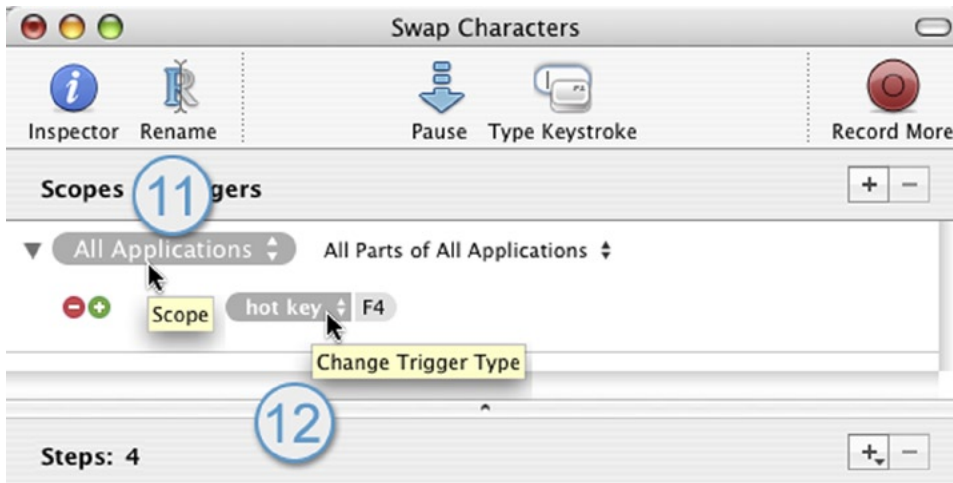 Swap Characters
Inspector Rename Pause Type Keystroke Record More
Scopes gers
11
All Applications All Parts of All Applications
hot key F4
Scope
Change Trigger Type
12
Steps: 4